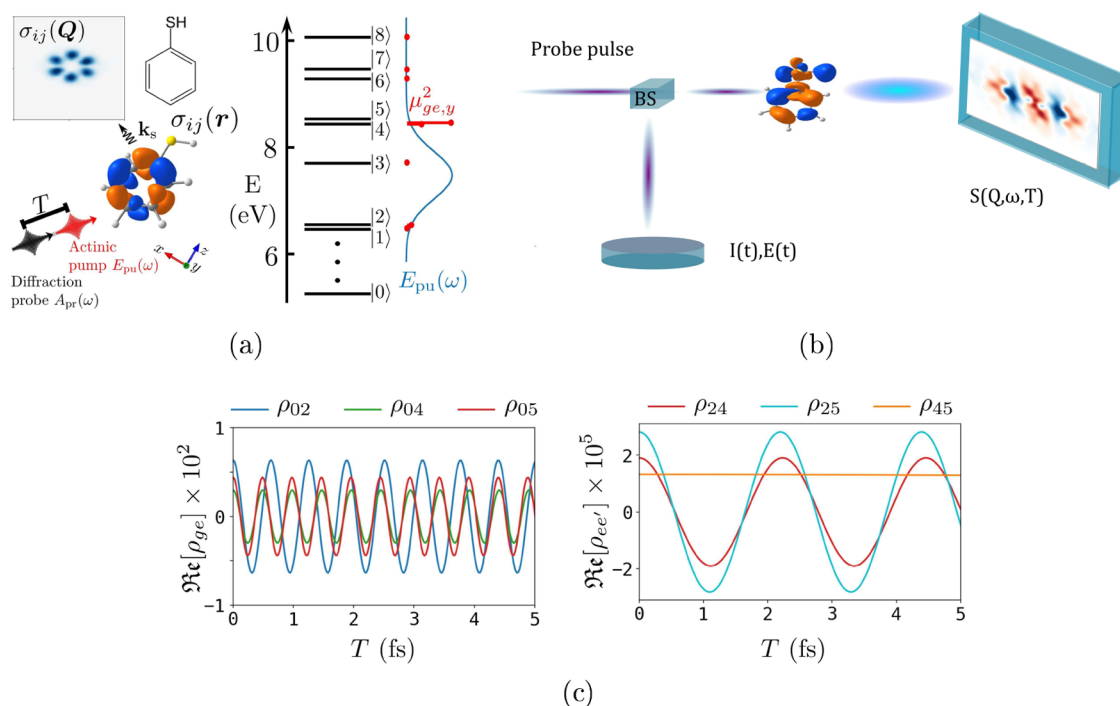 σij(Q)
SH
σij(r)
ks
T
x
z
y
Actinic
pump Epu(ω)
Diffraction
probe Apr(ω)
E
(eV)
10
8
6
|8⟩
|7⟩
|6⟩
|5⟩
|4⟩
|3⟩
|2⟩
|1⟩
|0⟩
μ²ge,y
Epu(ω)
(a)
Probe pulse
BS
I(t),E(t)
S(Q,ω,T)
(b)
ρ02 ρ04 ρ05
ℜe[ρge] × 10²
1
0
−1
0 1 2 3 4 5
T (fs)
ρ24 ρ25 ρ45
ℜe[ρee′] × 10⁵
2
0
−2
0 1 2 3 4 5
T (fs)
(c)